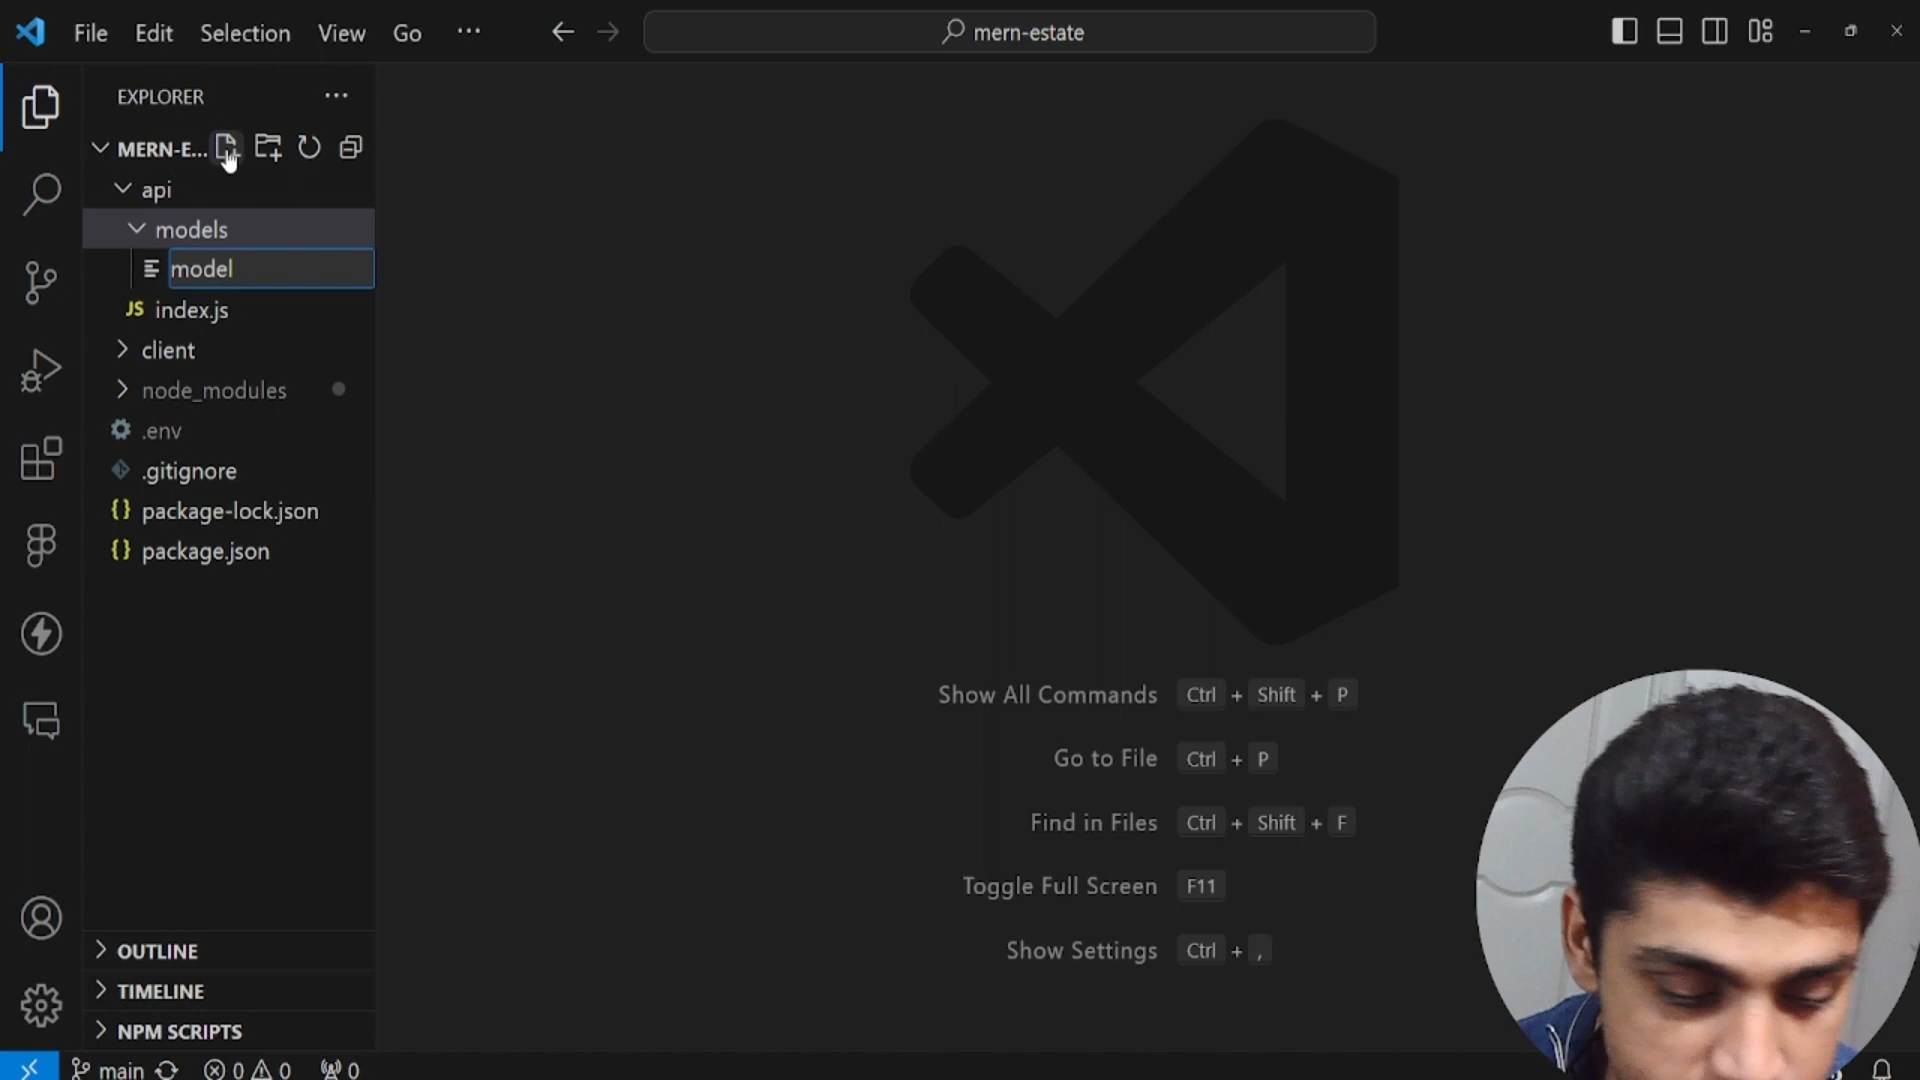 File Edit Selection View Go ··· mern-estate
EXPLORER ···
MERN-E...
api
models
model
JS index.js
client
node_modules
.env
.gitignore
{} package-lock.json
{} package.json
OUTLINE
TIMELINE
NPM SCRIPTS
main 0 0 0
Show All Commands Ctrl + Shift + P
Go to File Ctrl + P
Find in Files Ctrl + Shift + F
Toggle Full Screen F11
Show Settings Ctrl + ,